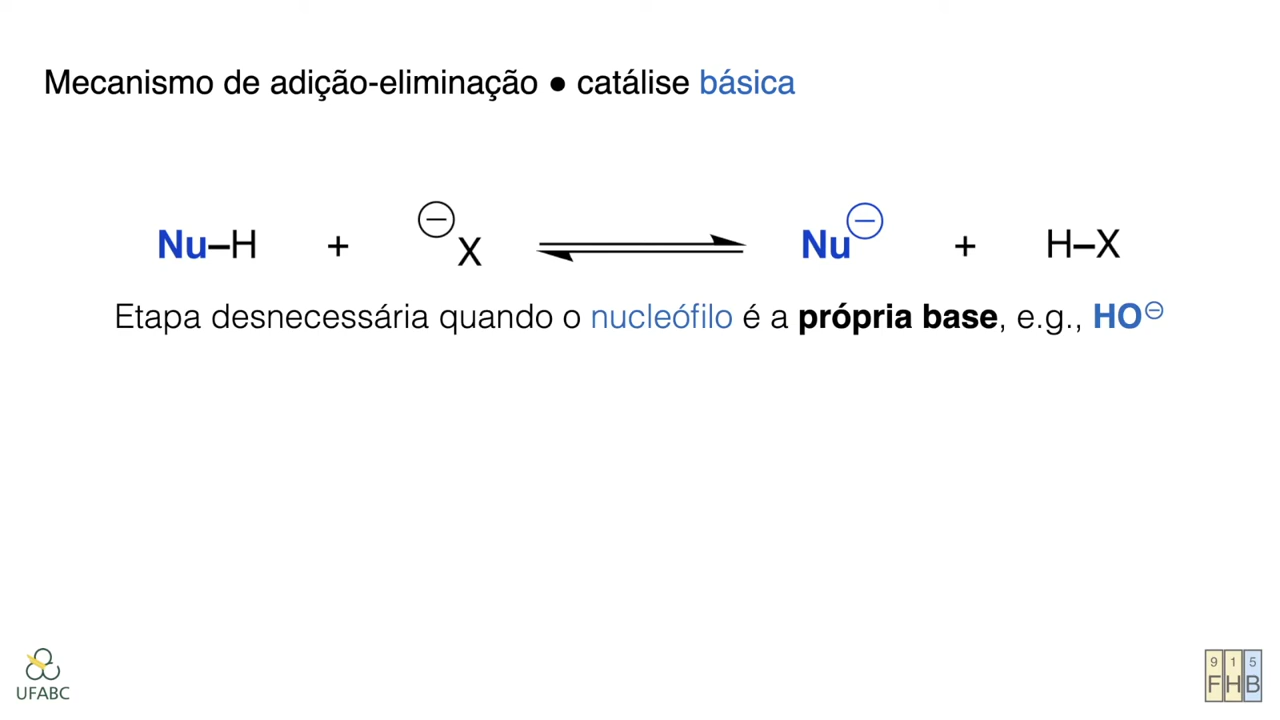 Mecanismo de adição-eliminação ● catálise básica
Nu–H + ⊖X ⇌ Nu⊖ + H–X
Etapa desnecessária quando o nucleófilo é a própria base, e.g., HO⊖
UFABC
9 1 5
F H B